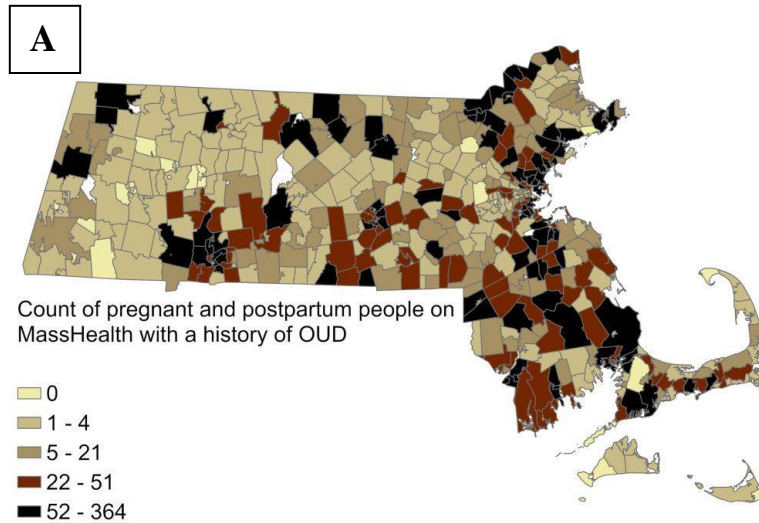 A
Count of pregnant and postpartum people on
MassHealth with a history of OUD
0
1 - 4
5 - 21
22 - 51
52 - 364